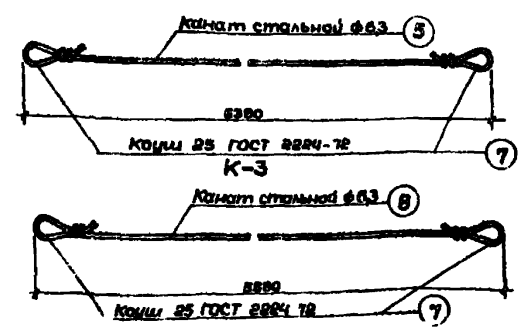 Канат стальной ф6,3 5
Коуш 25 ГОСТ 2224-72 7
К-3
Канат стальной ф6,3 8
Коуш 25 ГОСТ 2224 72 7